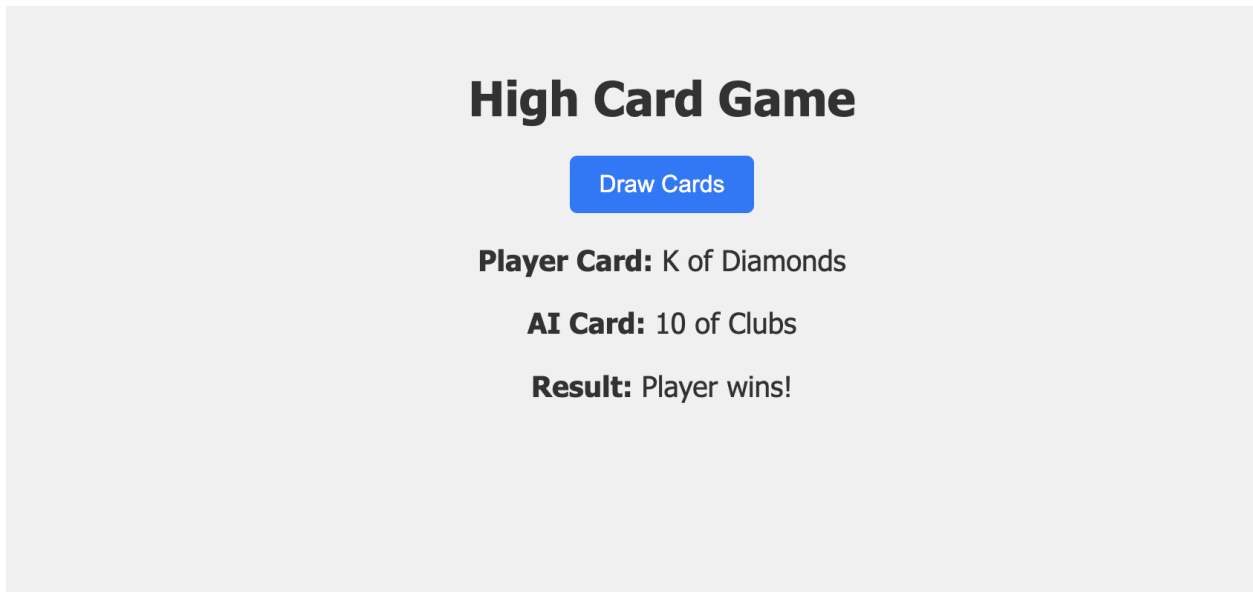 High Card Game
Draw Cards
Player Card: K of Diamonds
AI Card: 10 of Clubs
Result: Player wins!